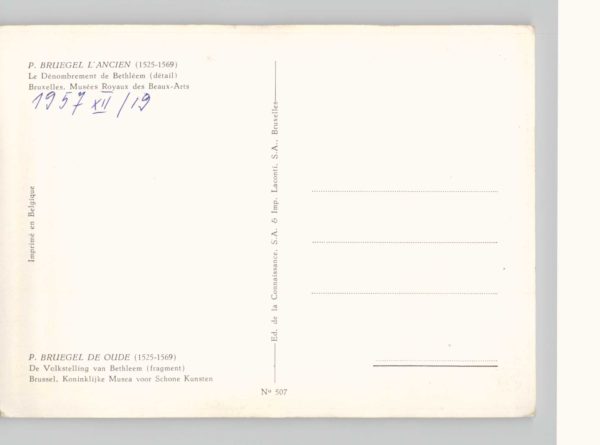 P. BRUEGEL L'ANCIEN (1525-1569)
Le Dénombrement de Bethléem (détail)
Bruxelles, Musées Royaux des Beaux-Arts
1957 XII / 19
Imprimé en Belgique
P. BRUEGEL DE OUDE (1525-1569)
De Volkstelling van Bethleem (fragment)
Brussel, Koninklijke Musea voor Schone Kunsten
Ed. de la Connaissance, S.A. & Imp. Laconti, S.A., Bruxelles
Nº 507